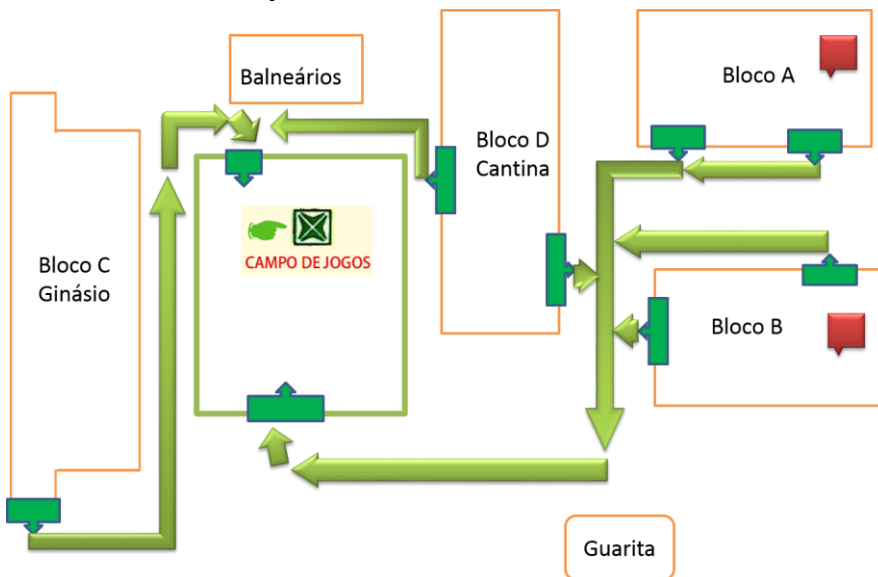 Balneários
Bloco A
Bloco D
Cantina
CAMPO DE JOGOS
Bloco C
Ginásio
Bloco B
Guarita